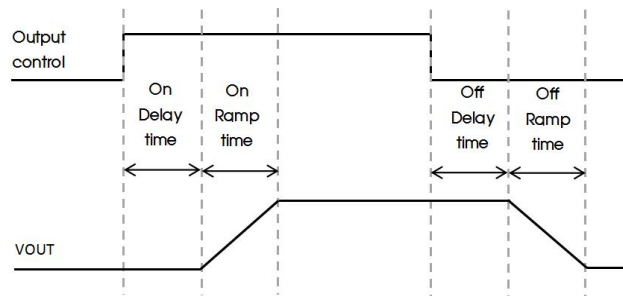 Output
control
On
Delay
time
On
Ramp
time
Off
Delay
time
Off
Ramp
time
VOUT